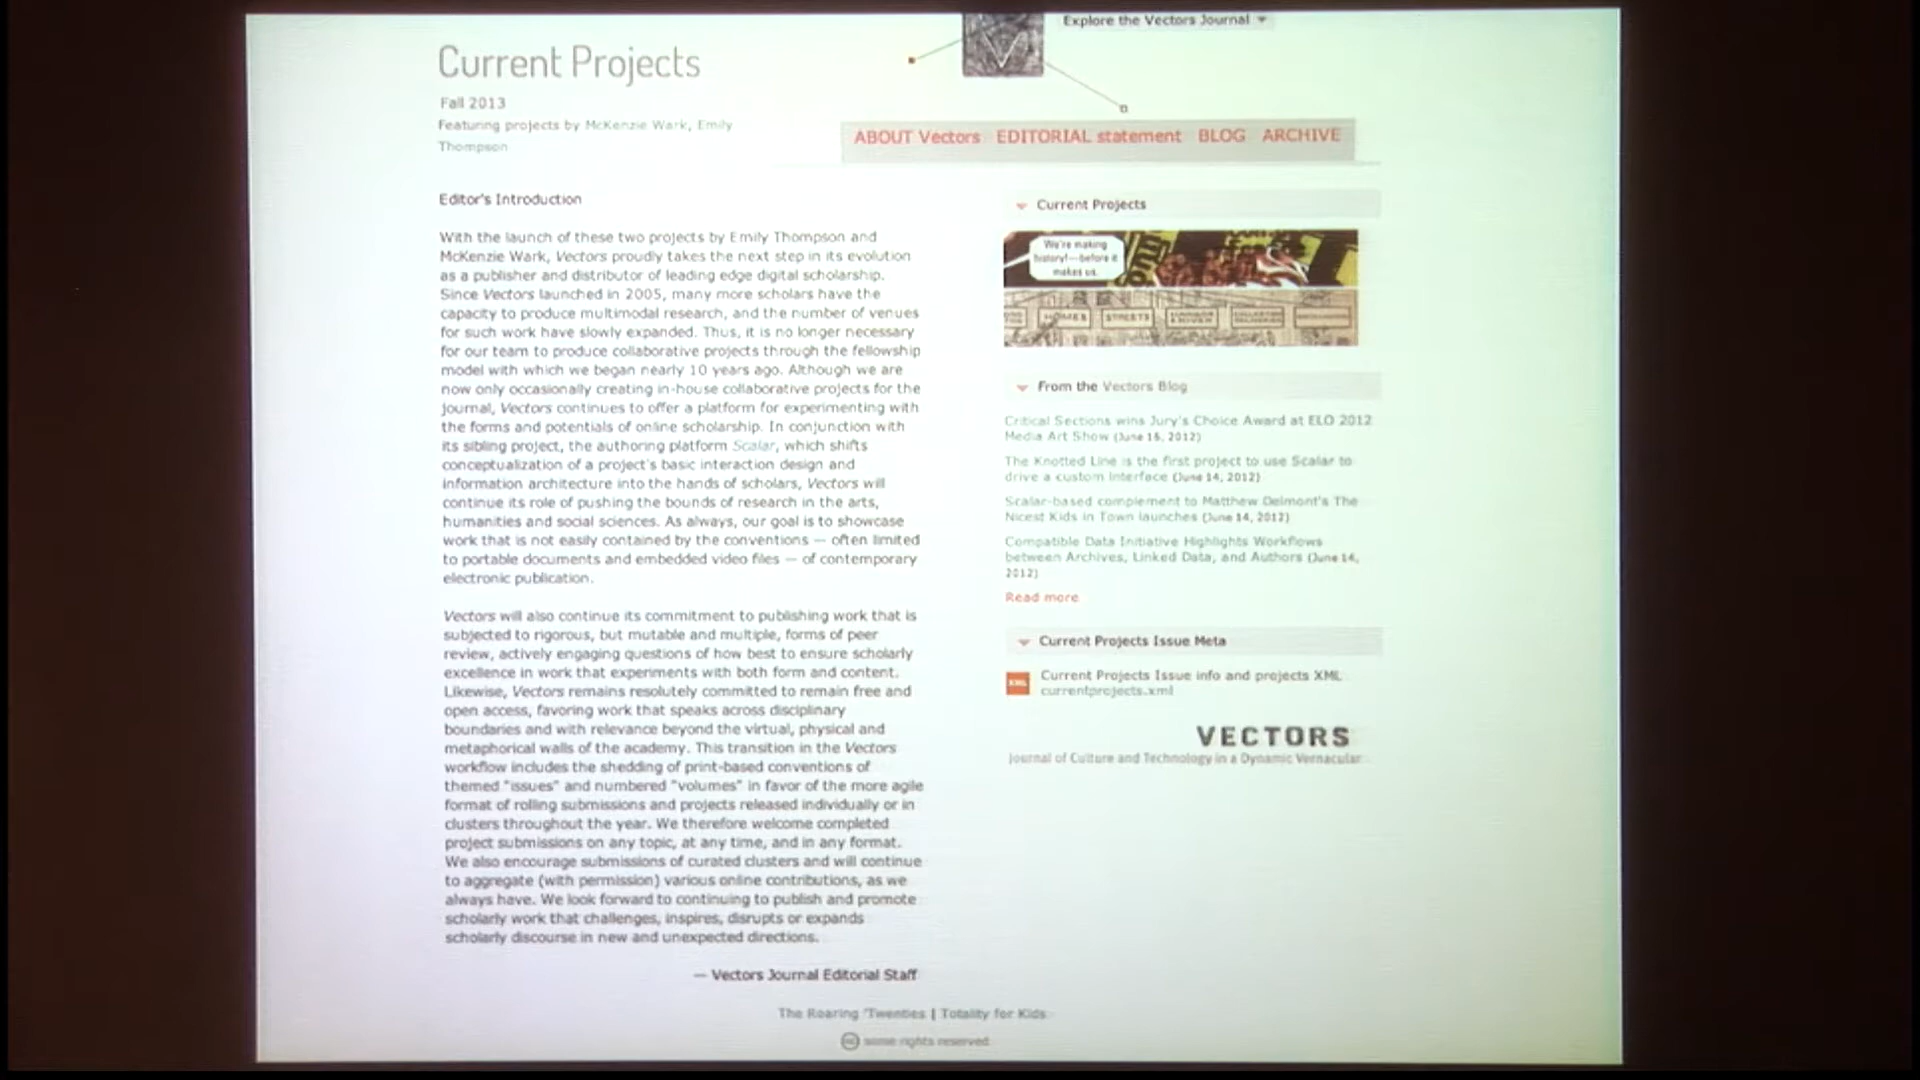 Explore the Vectors Journal
Current Projects
Fall 2013
Featuring projects by McKenzie Wark, Emily
Thompson
ABOUT Vectors EDITORIAL statement BLOG ARCHIVE
Editor's Introduction
With the launch of these two projects by Emily Thompson and
McKenzie Wark, Vectors proudly takes the next step in its evolution
as a publisher and distributor of leading edge digital scholarship.
Since Vectors launched in 2005, many more scholars have the
capacity to produce multimodal research, and the number of venues
for such work have slowly expanded. Thus, it is no longer necessary
for our team to produce collaborative projects through the fellowship
model with which we began nearly 10 years ago. Although we are
now only occasionally creating in-house collaborative projects for the
journal, Vectors continues to offer a platform for experimenting with
the forms and potentials of online scholarship. In conjunction with
its sibling project, the authoring platform Scalar, which shifts
conceptualization of a project's basic interaction design and
information architecture into the hands of scholars, Vectors will
continue its role of pushing the bounds of research in the arts,
humanities and social sciences. As always, our goal is to showcase
work that is not easily contained by the conventions — often limited
to portable documents and embedded video files — of contemporary
electronic publication.
Vectors will also continue its commitment to publishing work that is
subjected to rigorous, but mutable and multiple, forms of peer
review, actively engaging questions of how best to ensure scholarly
excellence in work that experiments with both form and content.
Likewise, Vectors remains resolutely committed to remain free and
open access, favoring work that speaks across disciplinary
boundaries and with relevance beyond the virtual, physical and
metaphorical walls of the academy. This transition in the Vectors
workflow includes the shedding of print-based conventions of
themed "issues" and numbered "volumes" in favor of the more agile
format of rolling submissions and projects released individually or in
clusters throughout the year. We therefore welcome completed
project submissions on any topic, at any time, and in any format.
We also encourage submissions of curated clusters and will continue
to aggregate (with permission) various online contributions, as we
always have. We look forward to continuing to publish and promote
scholarly work that challenges, inspires, disrupts or expands
scholarly discourse in new and unexpected directions.
— Vectors Journal Editorial Staff
Current Projects
We're making
history!—before it
makes us.
HOMES STREETS
From the Vectors Blog
Critical Sections wins Jury's Choice Award at ELO 2012
Media Art Show (June 16, 2012)
The Knotted Line is the first project to use Scalar to
drive a custom interface (June 14, 2012)
Scalar-based complement to Matthew Delmont's The
Nicest Kids in Town launches (June 14, 2012)
Compatible Data Initiative Highlights Workflows
between Archives, Linked Data, and Authors (June 14,
2012)
Read more
Current Projects Issue Meta
XML
Current Projects Issue info and projects XML
currentprojects.xml
VECTORS
Journal of Culture and Technology in a Dynamic Vernacular
The Roaring 'Twenties | Totality for Kids
cc some rights reserved